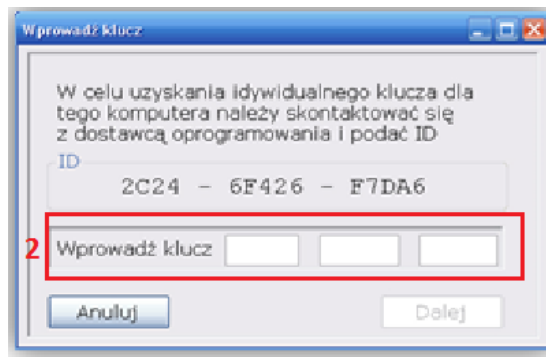 Wprowadź klucz
W celu uzyskania idywidualnego klucza dla
tego komputera należy skontaktować się
z dostawcą oprogramowania i podać ID
ID
2C24 - 6F426 - F7DA6
2 Wprowadź klucz
Anuluj Dalej